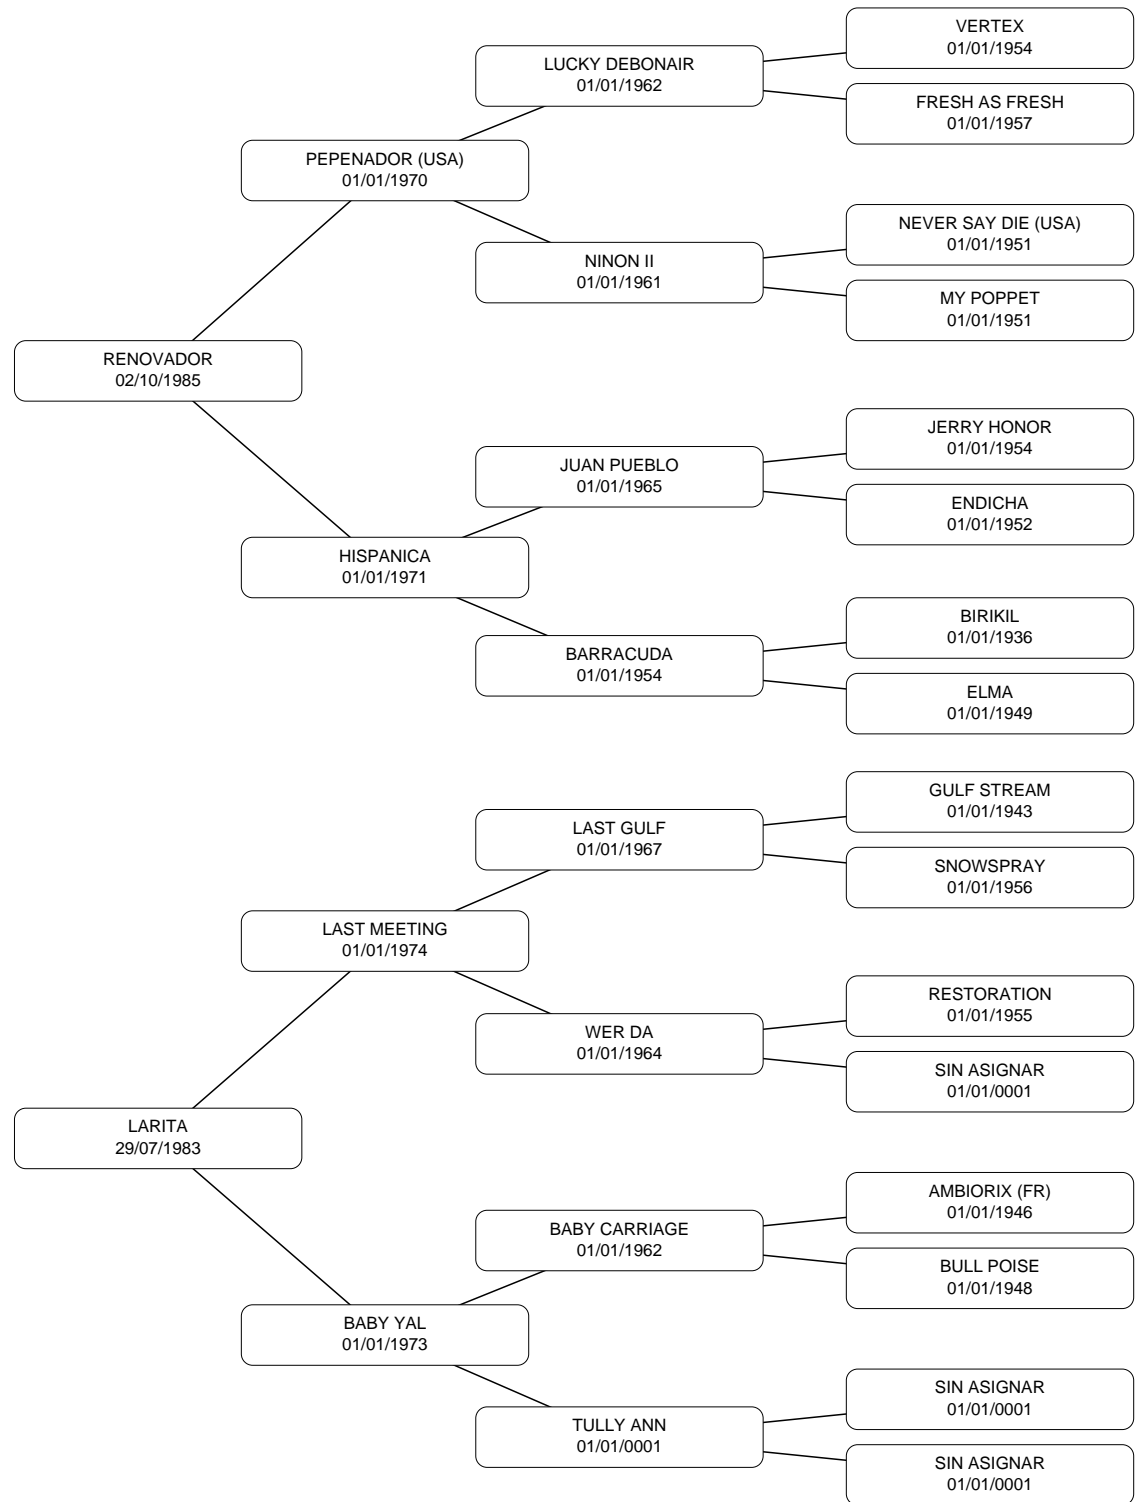 VERTEX
01/01/1954
LUCKY DEBONAIR
01/01/1962
FRESH AS FRESH
01/01/1957
PEPENADOR (USA)
01/01/1970
NEVER SAY DIE (USA)
01/01/1951
NINON II
01/01/1961
MY POPPET
01/01/1951
RENOVADOR
02/10/1985
JERRY HONOR
01/01/1954
JUAN PUEBLO
01/01/1965
ENDICHA
01/01/1952
HISPANICA
01/01/1971
BIRIKIL
01/01/1936
BARRACUDA
01/01/1954
ELMA
01/01/1949
GULF STREAM
01/01/1943
LAST GULF
01/01/1967
SNOWSPRAY
01/01/1956
LAST MEETING
01/01/1974
RESTORATION
01/01/1955
WER DA
01/01/1964
SIN ASIGNAR
01/01/0001
LARITA
29/07/1983
AMBIORIX (FR)
01/01/1946
BABY CARRIAGE
01/01/1962
BULL POISE
01/01/1948
BABY YAL
01/01/1973
SIN ASIGNAR
01/01/0001
TULLY ANN
01/01/0001
SIN ASIGNAR
01/01/0001